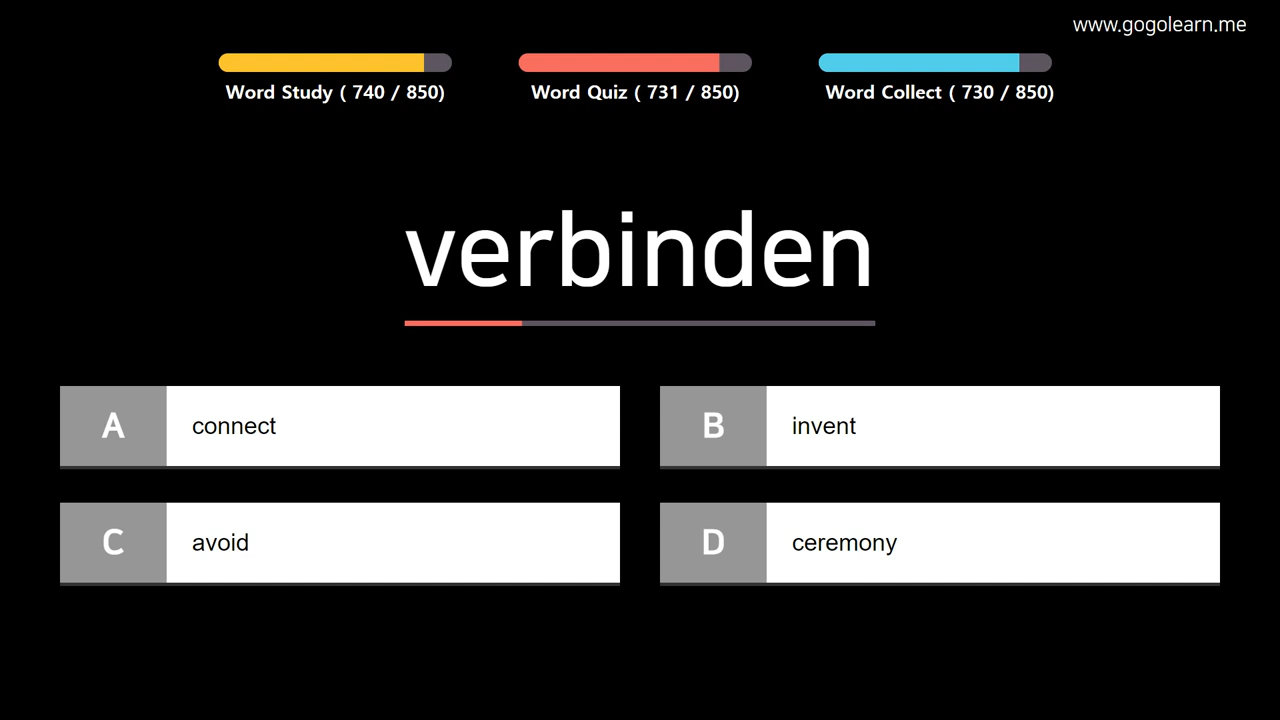 www.gogolearn.me
Word Study ( 740 / 850)
Word Quiz ( 731 / 850)
Word Collect ( 730 / 850)
verbinden
A connect
B invent
C avoid
D ceremony